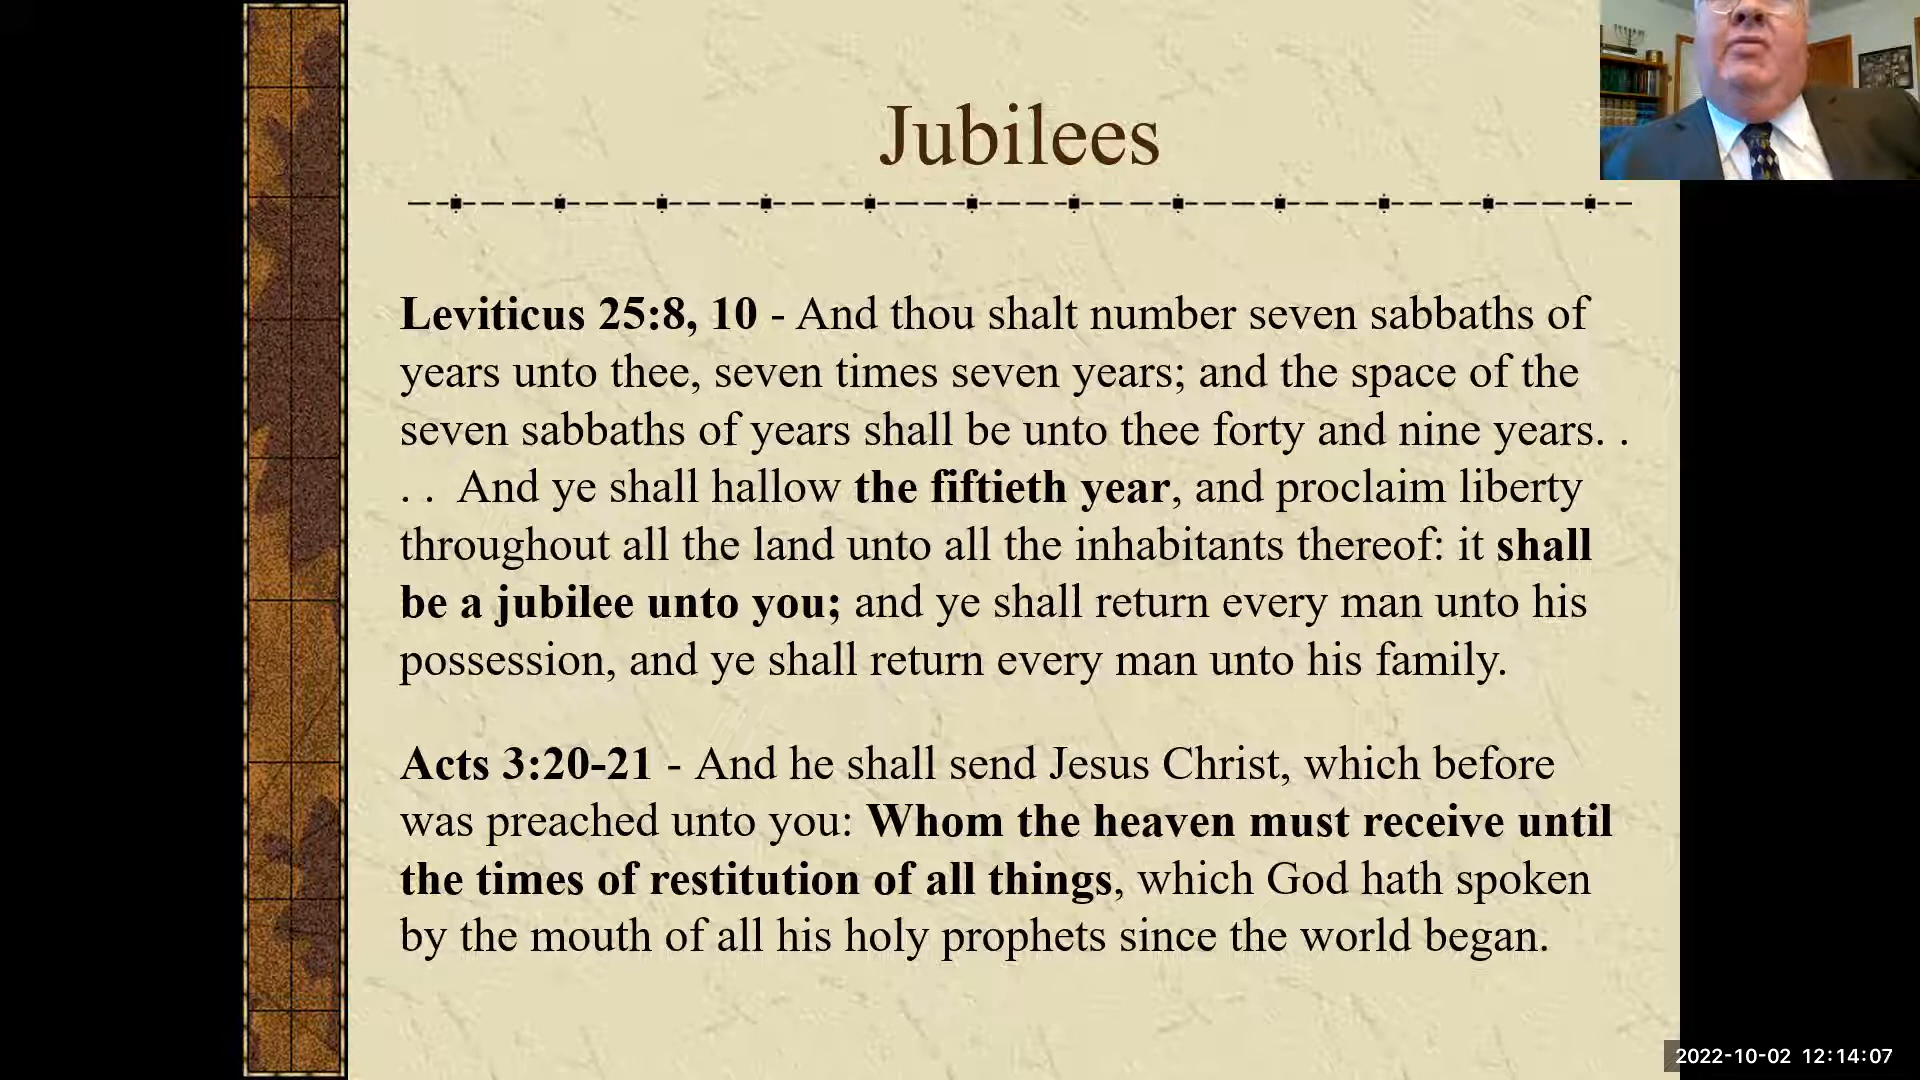 Jubilees
Leviticus 25:8, 10 - And thou shalt number seven sabbaths of
years unto thee, seven times seven years; and the space of the
seven sabbaths of years shall be unto thee forty and nine years. .
. .  And ye shall hallow the fiftieth year, and proclaim liberty
throughout all the land unto all the inhabitants thereof: it shall
be a jubilee unto you; and ye shall return every man unto his
possession, and ye shall return every man unto his family.
Acts 3:20-21 - And he shall send Jesus Christ, which before
was preached unto you: Whom the heaven must receive until
the times of restitution of all things, which God hath spoken
by the mouth of all his holy prophets since the world began.
2022-10-02 12:14:07